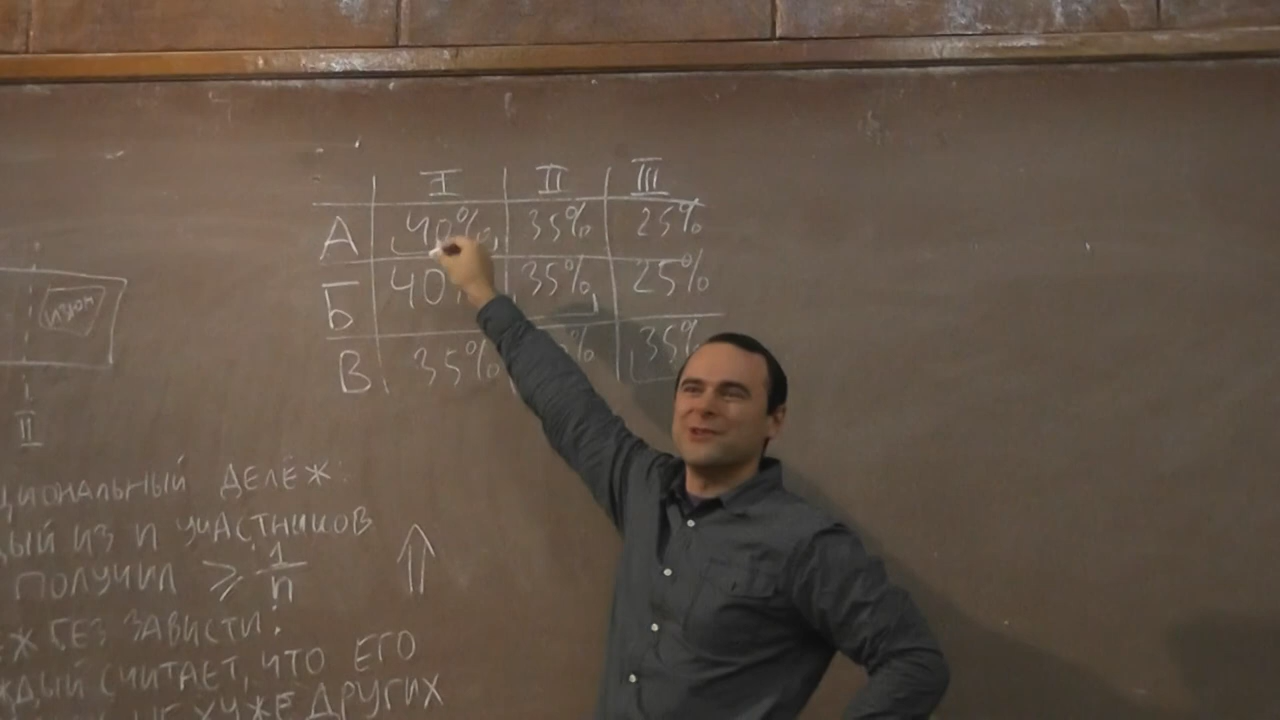 I II III
А 40% 35% 25%
Б 40 35% 25%
В 35% % 35%
изюм
II
циональный делёж:
дый из n участников
получил ⩾ 1/n
ж без зависти:
ждый считает, что его
не хуже других